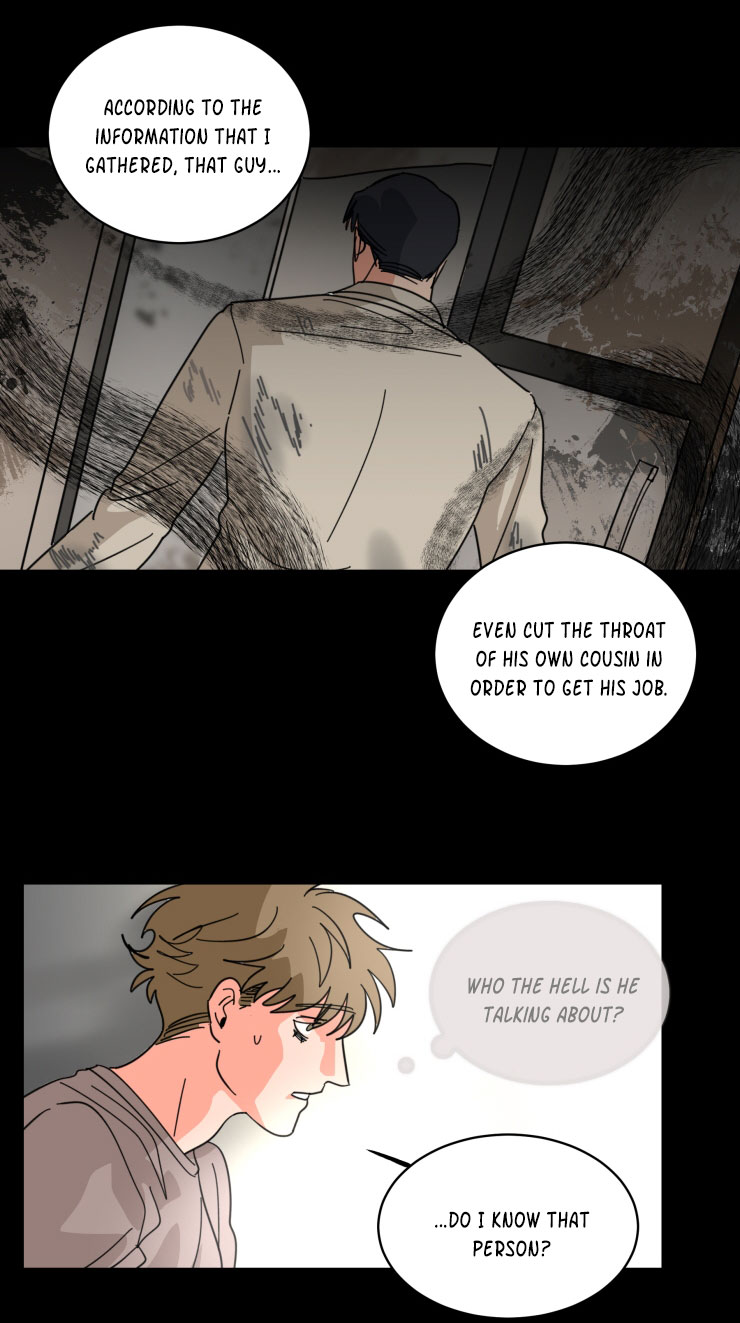 ACCORDING TO THE
INFORMATION THAT I
GATHERED, THAT GUY...
EVEN CUT THE THROAT
OF HIS OWN COUSIN IN
ORDER TO GET HIS JOB.
WHO THE HELL IS HE
TALKING ABOUT?
...DO I KNOW THAT
PERSON?